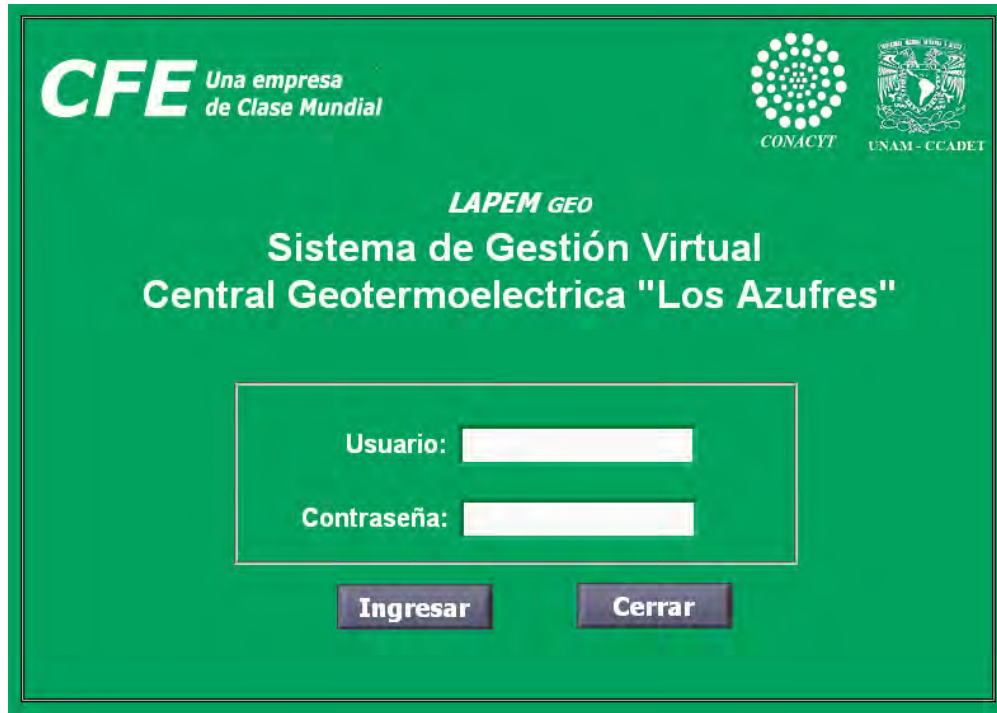 CFE Una empresa
de Clase Mundial
CONACYT
UNAM - CCADET
LAPEM GEO
Sistema de Gestión Virtual
Central Geotermoelectrica "Los Azufres"
Usuario:
Contraseña:
Ingresar Cerrar